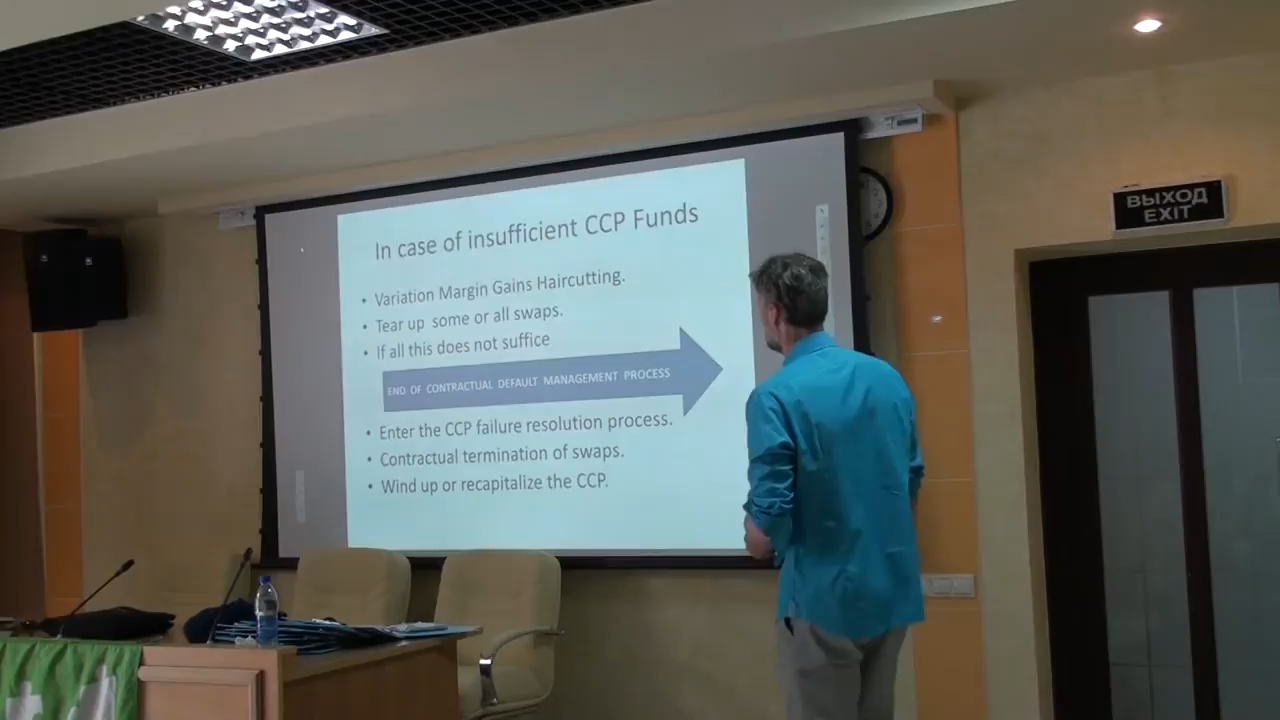 In case of insufficient CCP Funds
• Variation Margin Gains Haircutting.
• Tear up some or all swaps.
• If all this does not suffice
END OF CONTRACTUAL DEFAULT MANAGEMENT PROCESS
• Enter the CCP failure resolution process.
• Contractual termination of swaps.
• Wind up or recapitalize the CCP.
ВЫХОД
EXIT